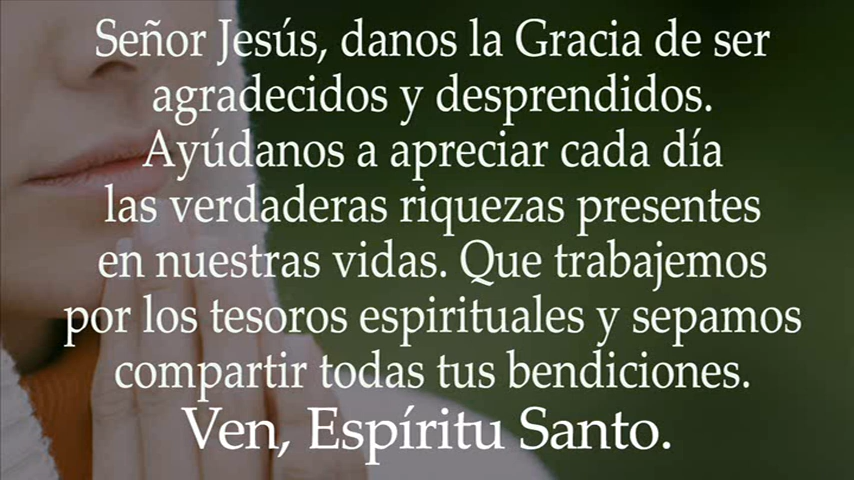 Señor Jesús, danos la Gracia de ser
agradecidos y desprendidos.
Ayúdanos a apreciar cada día
las verdaderas riquezas presentes
en nuestras vidas. Que trabajemos
por los tesoros espirituales y sepamos
compartir todas tus bendiciones.
Ven, Espíritu Santo.